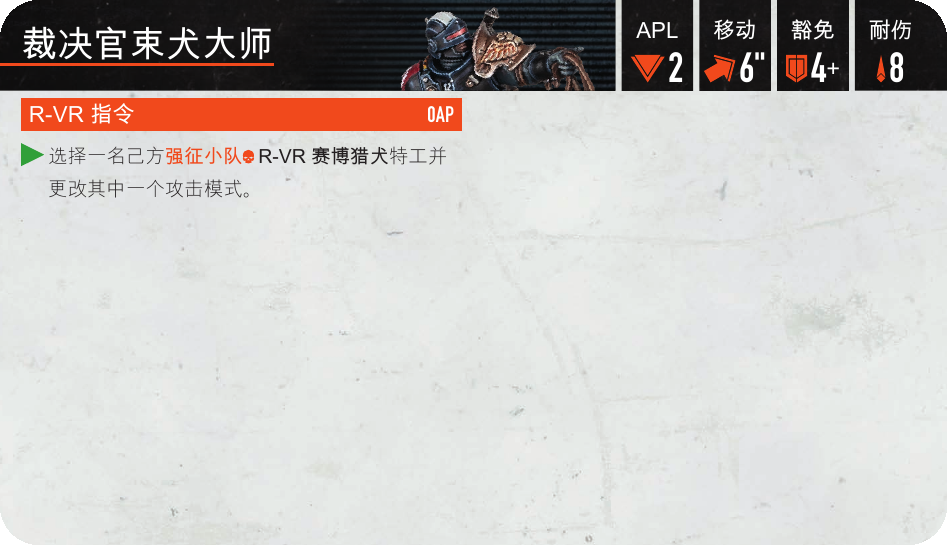 裁决官束犬大师
APL 移动 豁免 耐伤
2 6" 4+ 8
R-VR 指令 0AP
选择一名己方强征小队R-VR 赛博猎犬特工并
更改其中一个攻击模式。